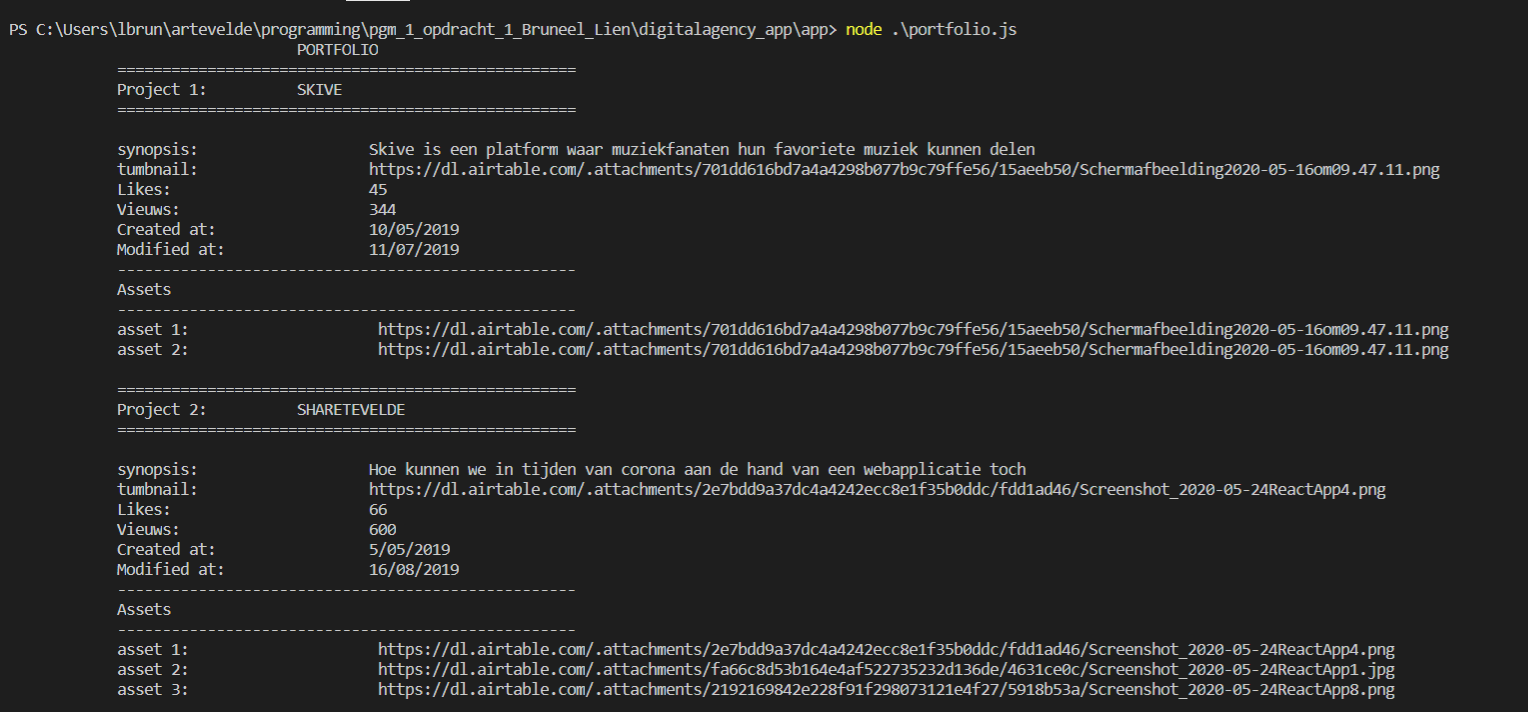 PS C:\Users\lbrun\artevelde\programming\pgm_1_opdracht_1_Bruneel_Lien\digitalagency_app\app> node .\portfolio.js
PORTFOLIO
===================================================
Project 1: SKIVE
===================================================
synopsis: Skive is een platform waar muziekfanaten hun favoriete muziek kunnen delen
tumbnail: https://dl.airtable.com/.attachments/701dd616bd7a4a4298b077b9c79ffe56/15aeeb50/Schermafbeelding2020-05-16om09.47.11.png
Likes: 45
Vieuws: 344
Created at: 10/05/2019
Modified at: 11/07/2019
---------------------------------------------------
Assets
---------------------------------------------------
asset 1: https://dl.airtable.com/.attachments/701dd616bd7a4a4298b077b9c79ffe56/15aeeb50/Schermafbeelding2020-05-16om09.47.11.png
asset 2: https://dl.airtable.com/.attachments/701dd616bd7a4a4298b077b9c79ffe56/15aeeb50/Schermafbeelding2020-05-16om09.47.11.png
===================================================
Project 2: SHARETEVELDE
===================================================
synopsis: Hoe kunnen we in tijden van corona aan de hand van een webapplicatie toch
tumbnail: https://dl.airtable.com/.attachments/2e7bdd9a37dc4a4242ecc8e1f35b0ddc/fdd1ad46/Screenshot_2020-05-24ReactApp4.png
Likes: 66
Vieuws: 600
Created at: 5/05/2019
Modified at: 16/08/2019
---------------------------------------------------
Assets
---------------------------------------------------
asset 1: https://dl.airtable.com/.attachments/2e7bdd9a37dc4a4242ecc8e1f35b0ddc/fdd1ad46/Screenshot_2020-05-24ReactApp4.png
asset 2: https://dl.airtable.com/.attachments/fa66c8d53b164e4af522735232d136de/4631ce0c/Screenshot_2020-05-24ReactApp1.jpg
asset 3: https://dl.airtable.com/.attachments/2192169842e228f91f298073121e4f27/5918b53a/Screenshot_2020-05-24ReactApp8.png